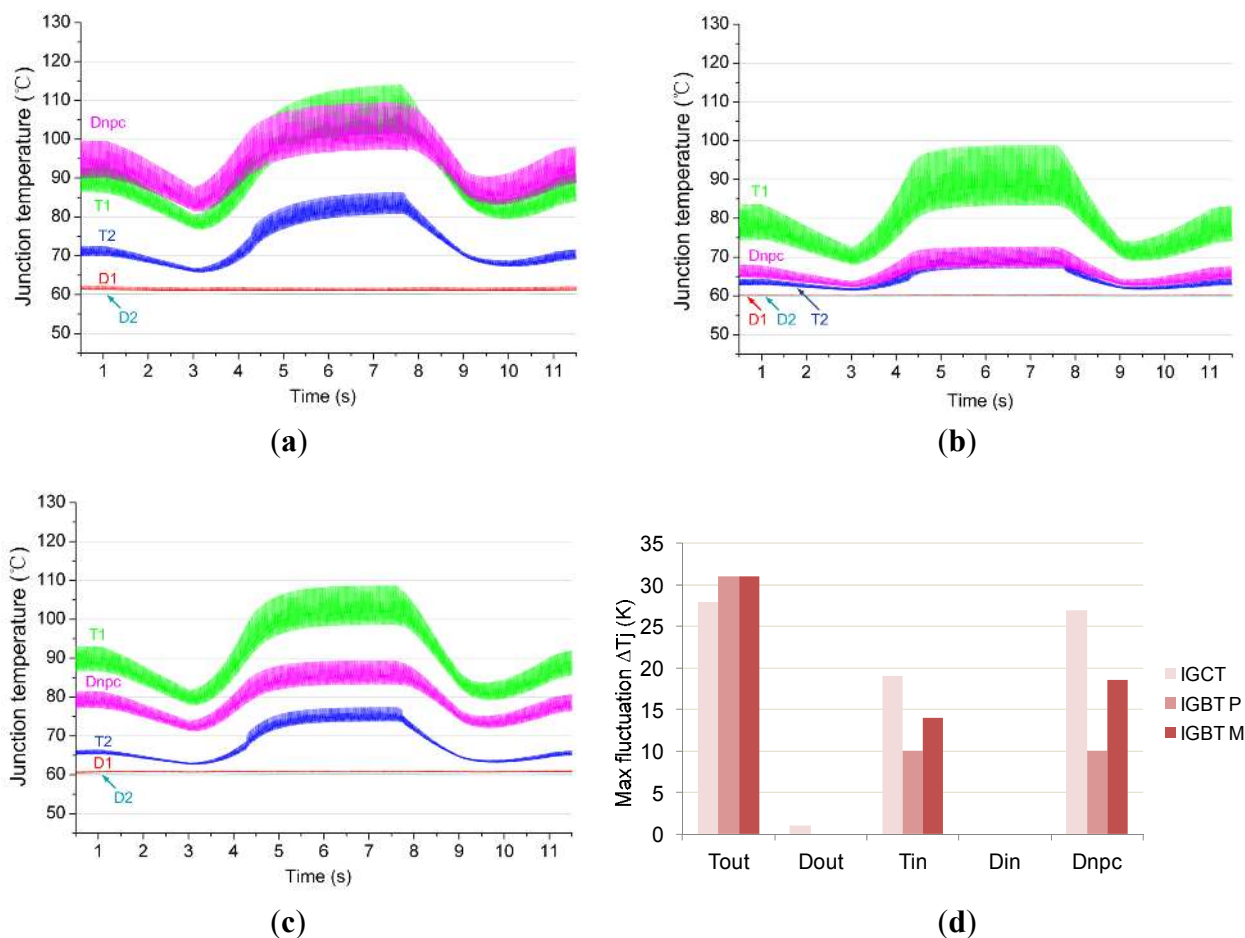 Junction temperature (℃)
130
120
110
100
90
80
70
60
50
Dnpc
T1
T2
D1
D2
1 2 3 4 5 6 7 8 9 10 11
Time (s)
(a)
Junction temperature (℃)
130
120
110
100
90
80
70
60
50
T1
Dnpc
D1
D2
T2
1 2 3 4 5 6 7 8 9 10 11
Time (s)
(b)
Junction temperature (℃)
130
120
110
100
90
80
70
60
50
T1
Dnpc
T2
D1
D2
1 2 3 4 5 6 7 8 9 10 11
Time (s)
(c)
Max fluctuation ΔTj (K)
35
30
25
20
15
10
5
0
Tout Dout Tin Din Dnpc
IGCT
IGBT P
IGBT M
(d)